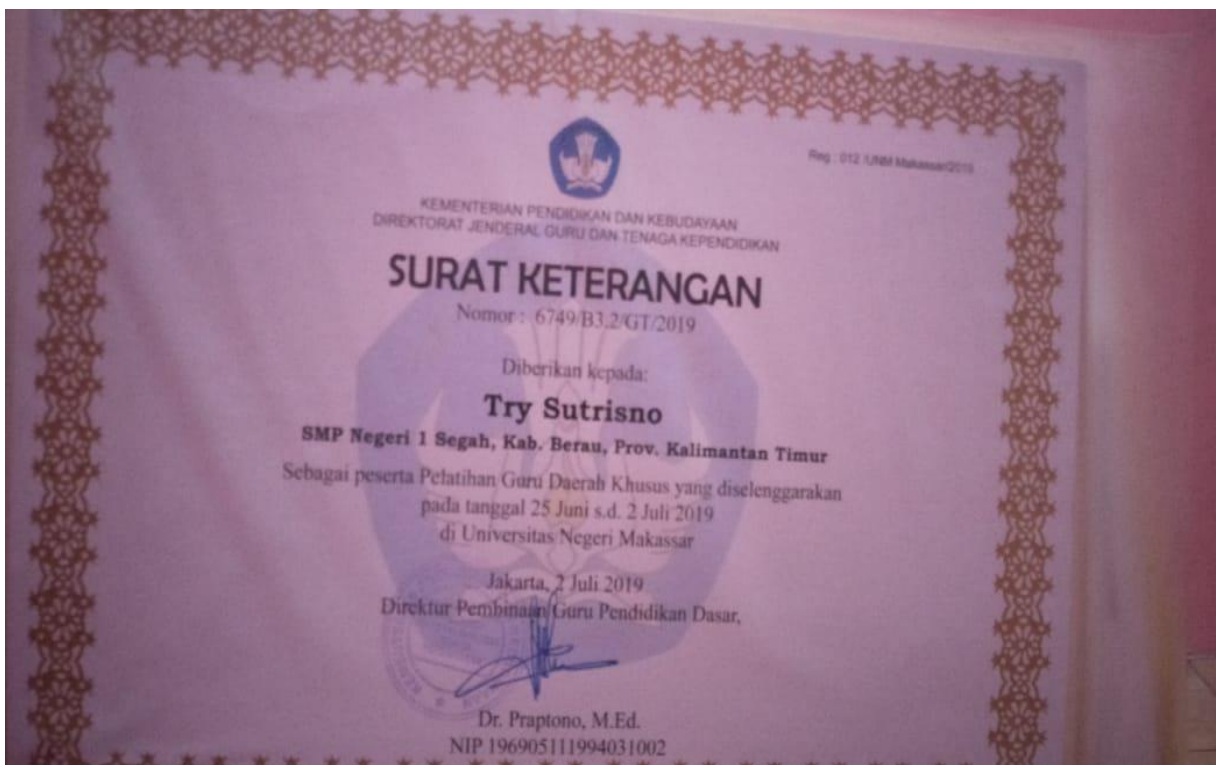 Reg : 012 /UNM Makassar/2019
KEMENTERIAN PENDIDIKAN DAN KEBUDAYAAN
DIREKTORAT JENDERAL GURU DAN TENAGA KEPENDIDIKAN
SURAT KETERANGAN
Nomor : 6749/B3.2/GT/2019
Diberikan kepada:
Try Sutrisno
SMP Negeri 1 Segah, Kab. Berau, Prov. Kalimantan Timur
Sebagai peserta Pelatihan Guru Daerah Khusus yang diselenggarakan
pada tanggal 25 Juni s.d. 2 Juli 2019
di Universitas Negeri Makassar
Jakarta, 2 Juli 2019
Direktur Pembinaan Guru Pendidikan Dasar,
Dr. Praptono, M.Ed.
NIP 196905111994031002